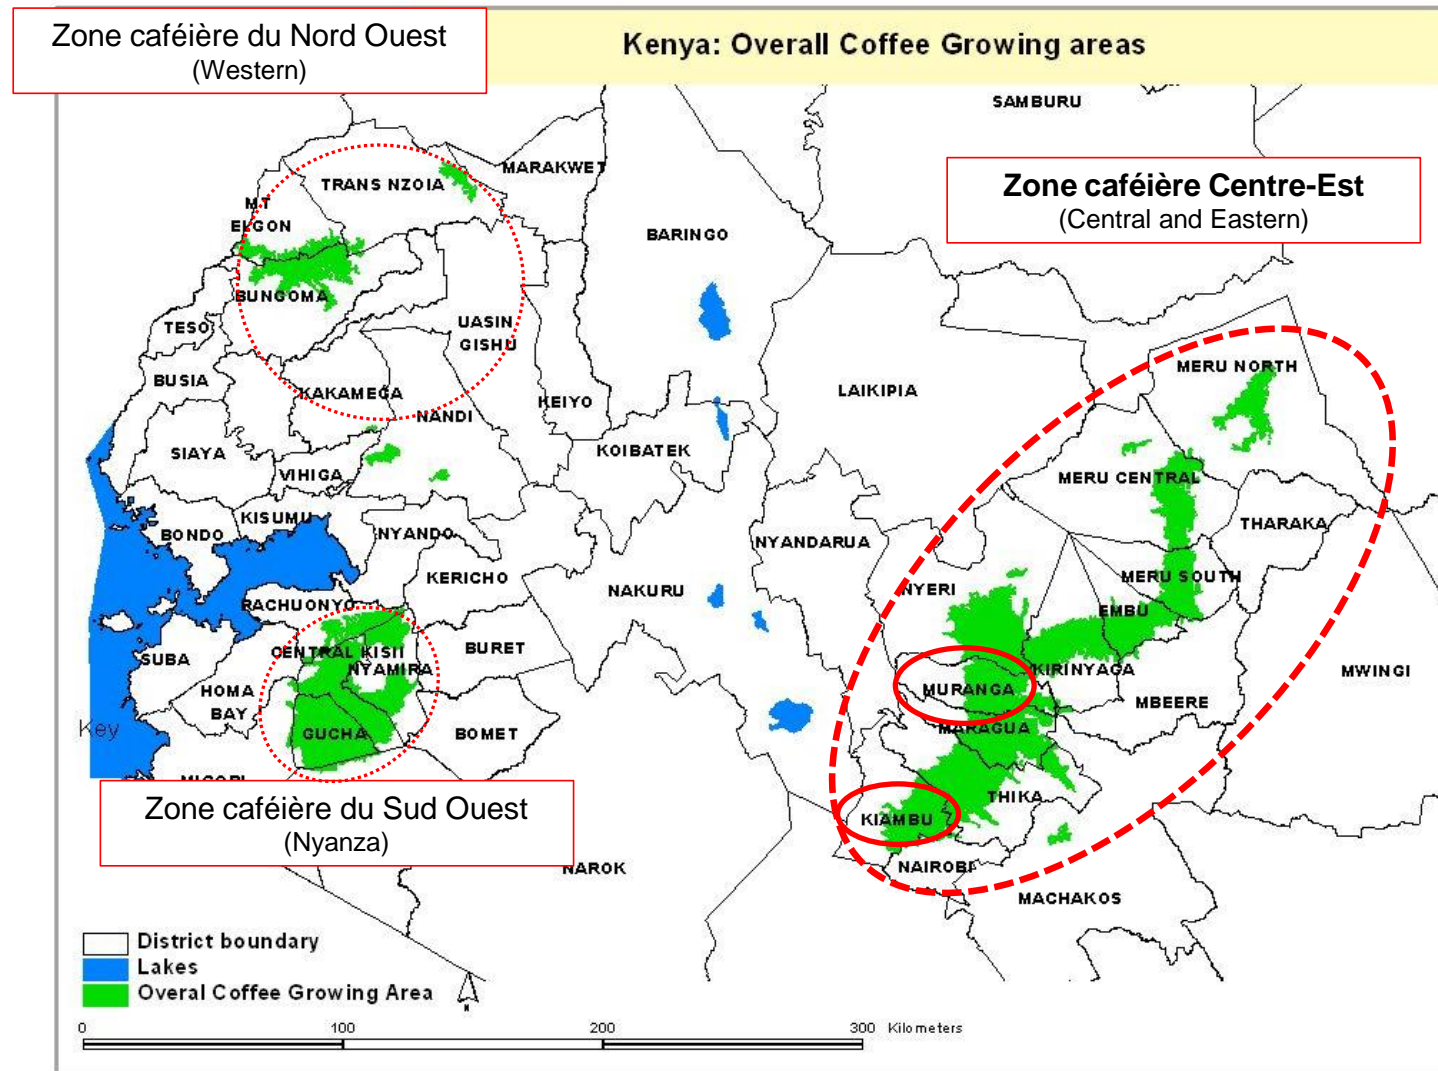 Zone caféière du Nord Ouest
(Western)
Kenya: Overall Coffee Growing areas
SAMBURU
Zone caféière Centre-Est
(Central and Eastern)
MARAKWET
TRANS NZOIA
MT
ELGON
BARINGO
BUNGOMA
TESO
UASIN
GISHU
MERU NORTH
BUSIA
KAKAMEGA
KEIYO
NANDI
LAIKIPIA
SIAYA
VIHIGA
KOIBATEK
MERU CENTRAL
KISUMU
BONDO
NYANDO
NYANDARUA
THARAKA
KERICHO
NAKURU
NYERI
MERU SOUTH
RACHUONYO
EMBU
SUBA
CENTRAL KISII
NYAMIRA
BURET
KIRINYAGA
MWINGI
HOMA
BAY
MURANGA
MBEERE
Key
GUCHA
BOMET
MARAGUA
MIGORI
THIKA
Zone caféière du Sud Ouest
(Nyanza)
KIAMBU
NAROK
NAIROBI
MACHAKOS
District boundary
Lakes
Overal Coffee Growing Area
N
0 100 200 300 Kilometers